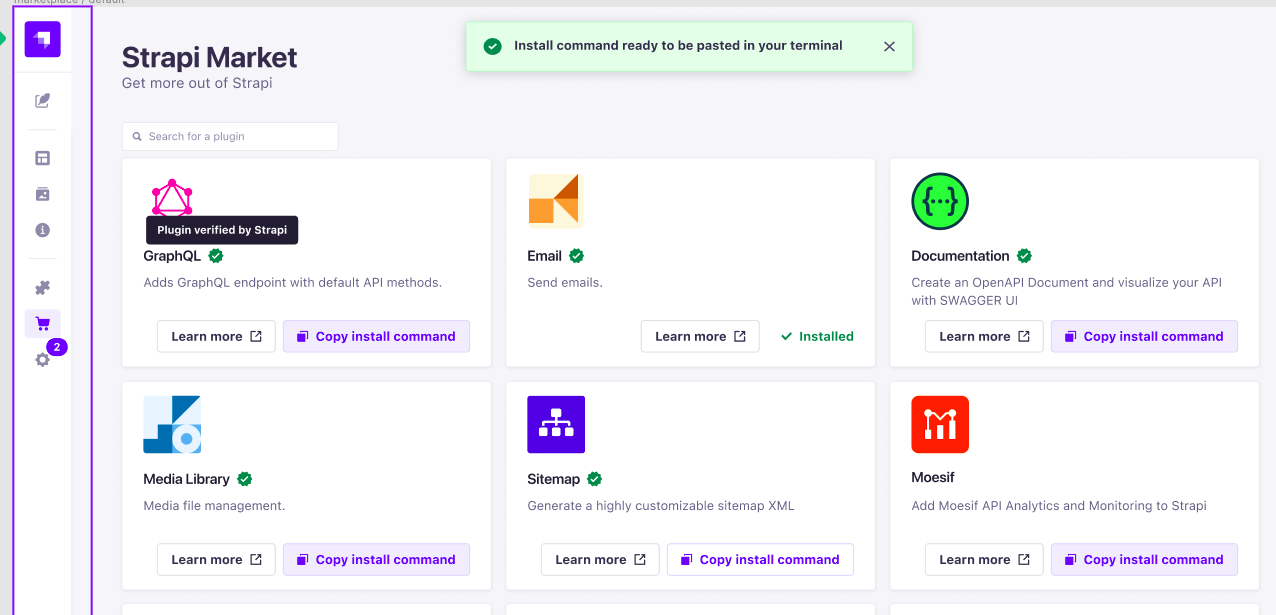 marketplace / default
Install command ready to be pasted in your terminal
Strapi Market
Get more out of Strapi
Search for a plugin
Plugin verified by Strapi
GraphQL
Adds GraphQL endpoint with default API methods.
Learn more
Copy install command
Email
Send emails.
Learn more
Installed
Documentation
Create an OpenAPI Document and visualize your API
with SWAGGER UI
Learn more
Copy install command
2
Media Library
Media file management.
Learn more
Copy install command
Sitemap
Generate a highly customizable sitemap XML
Learn more
Copy install command
Moesif
Add Moesif API Analytics and Monitoring to Strapi
Learn more
Copy install command